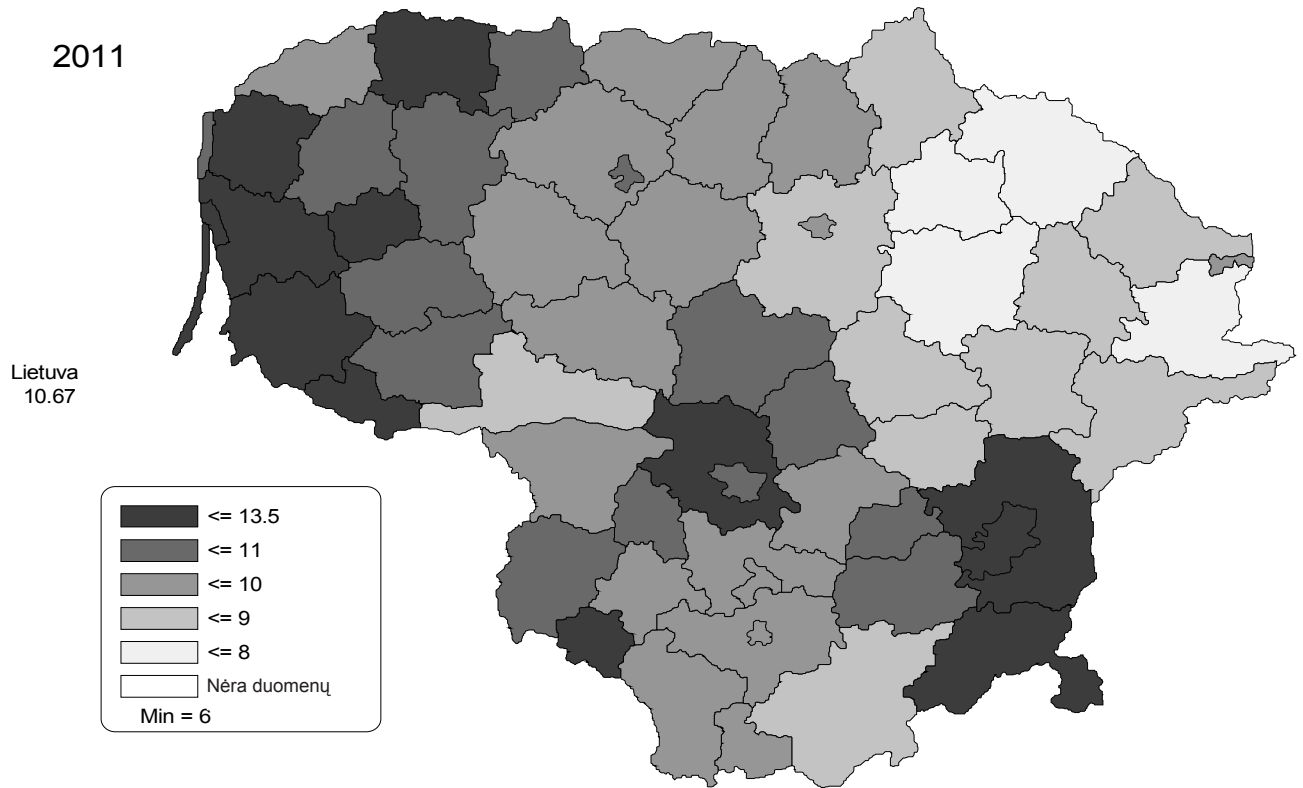 2011
Lietuva
10.67
<= 13.5
<= 11
<= 10
<= 9
<= 8
Nėra duomenų
Min = 6